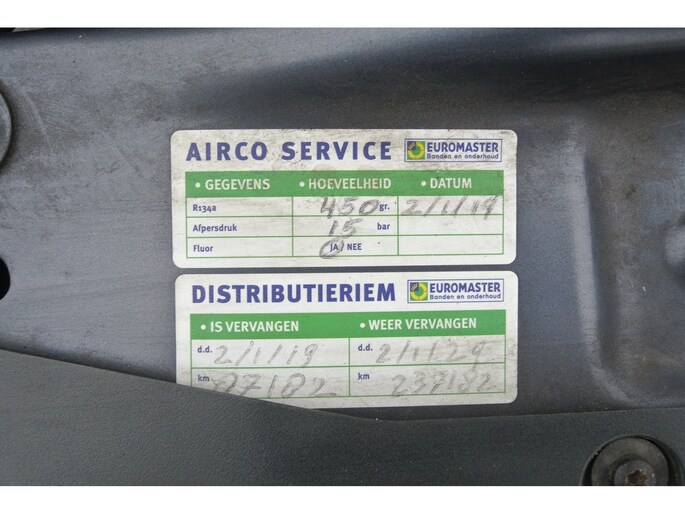 AIRCO SERVICE EUROMASTER
Banden en onderhoud
• GEGEVENS • HOEVEELHEID • DATUM
R134a 450 gr. 2/1/19
Afpersdruk 15 bar
Fluor JA / NEE
DISTRIBUTIERIEM EUROMASTER
Banden en onderhoud
• IS VERVANGEN • WEER VERVANGEN
d.d. 2/1/19 d.d. 2/1/29
km km 237182